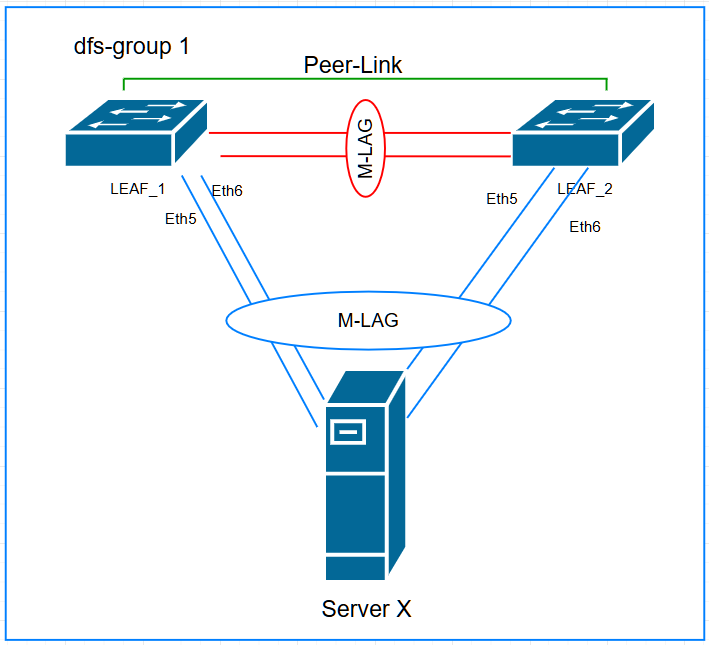 dfs-group 1
Peer-Link
M-LAG
LEAF_1
LEAF_2
Eth6
Eth5
Eth5
Eth6
M-LAG
Server X